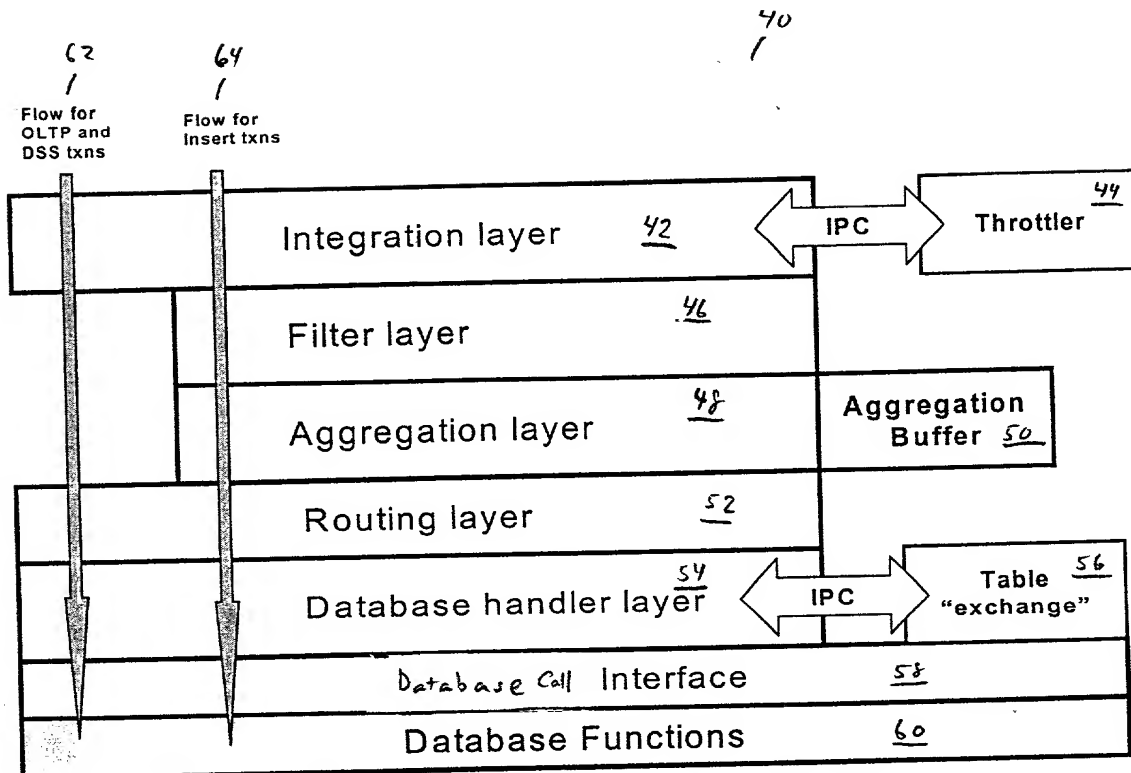 40
62
64
Flow for
OLTP and
DSS txns
Flow for
Insert txns
Integration layer 42
IPC
Throttler 44
Filter layer 46
Aggregation layer 48
Aggregation
Buffer 50
Routing layer 52
Database handler layer 54
IPC
Table 56
"exchange"
Database Call Interface 58
Database Functions 60